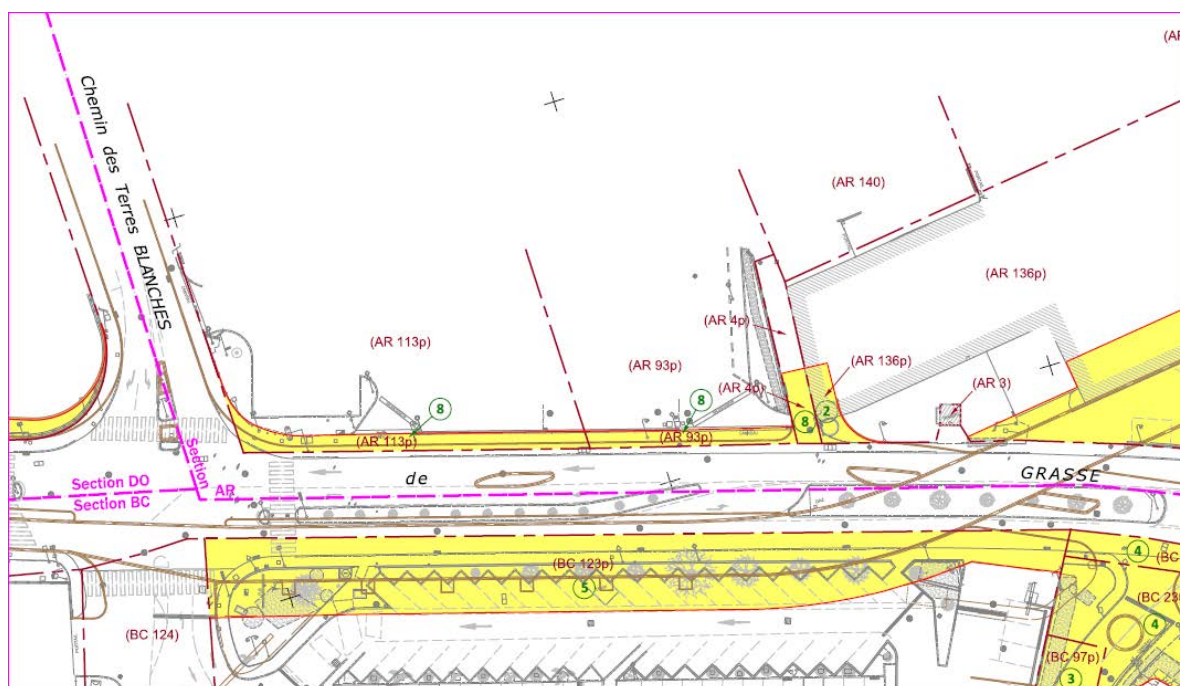 (AR
Chemin des Terres BLANCHES
(AR 140)
(AR 136p)
(AR 4p)
(AR 113p)
(AR 93p)
(AR 136p)
(AR 4p)
(AR 3)
8
8
2
8
(AR 113p)
(AR 93p)
Section
de
GRASSE
Section DO
AR
Section BC
4
(BC
(BC 123p)
5
(BC 230
4
(BC 124)
(BC 97p)
3